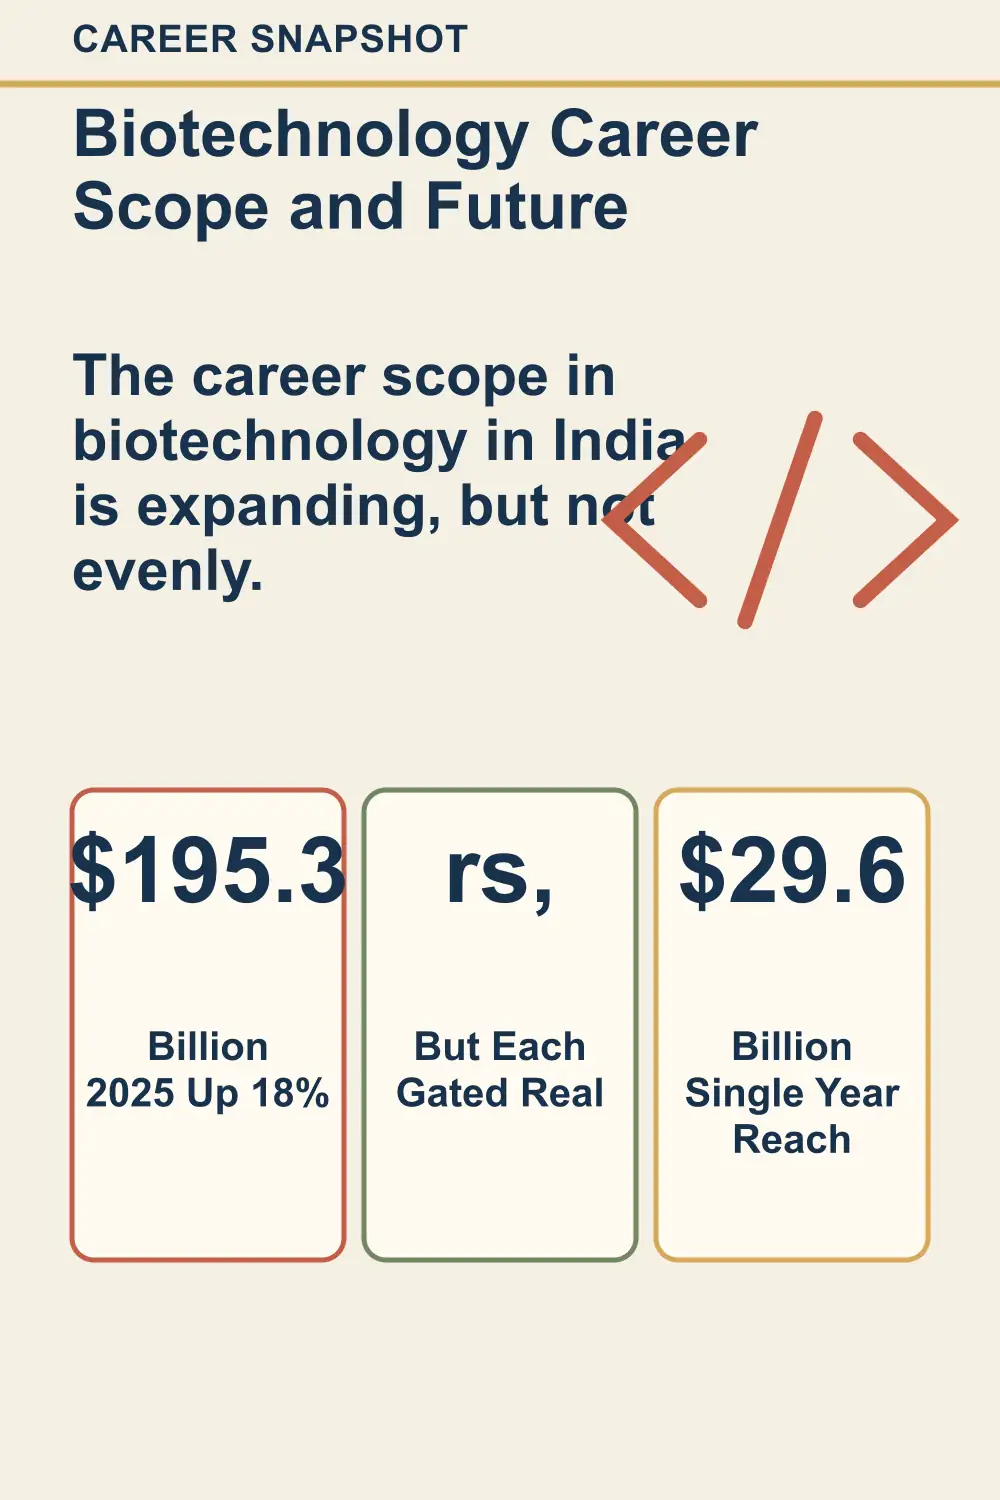 CAREER SNAPSHOT
Biotechnology Career
Scope and Future
The career scope in
biotechnology in India
is expanding, but not
evenly.
$195.3
Billion
2025 Up 18%
rs,
But Each
Gated Real
$29.6
Billion
Single Year
Reach